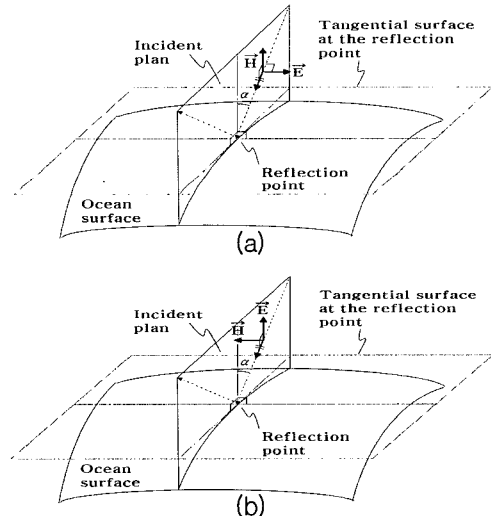 Tangential surface
at the reflection
point
Incident
plan
H
E
α
Reflection
point
Ocean
surface
(a)
Tangential surface
at the reflection
point
Incident
plan
E
H
α
Reflection
point
Ocean
surface
(b)